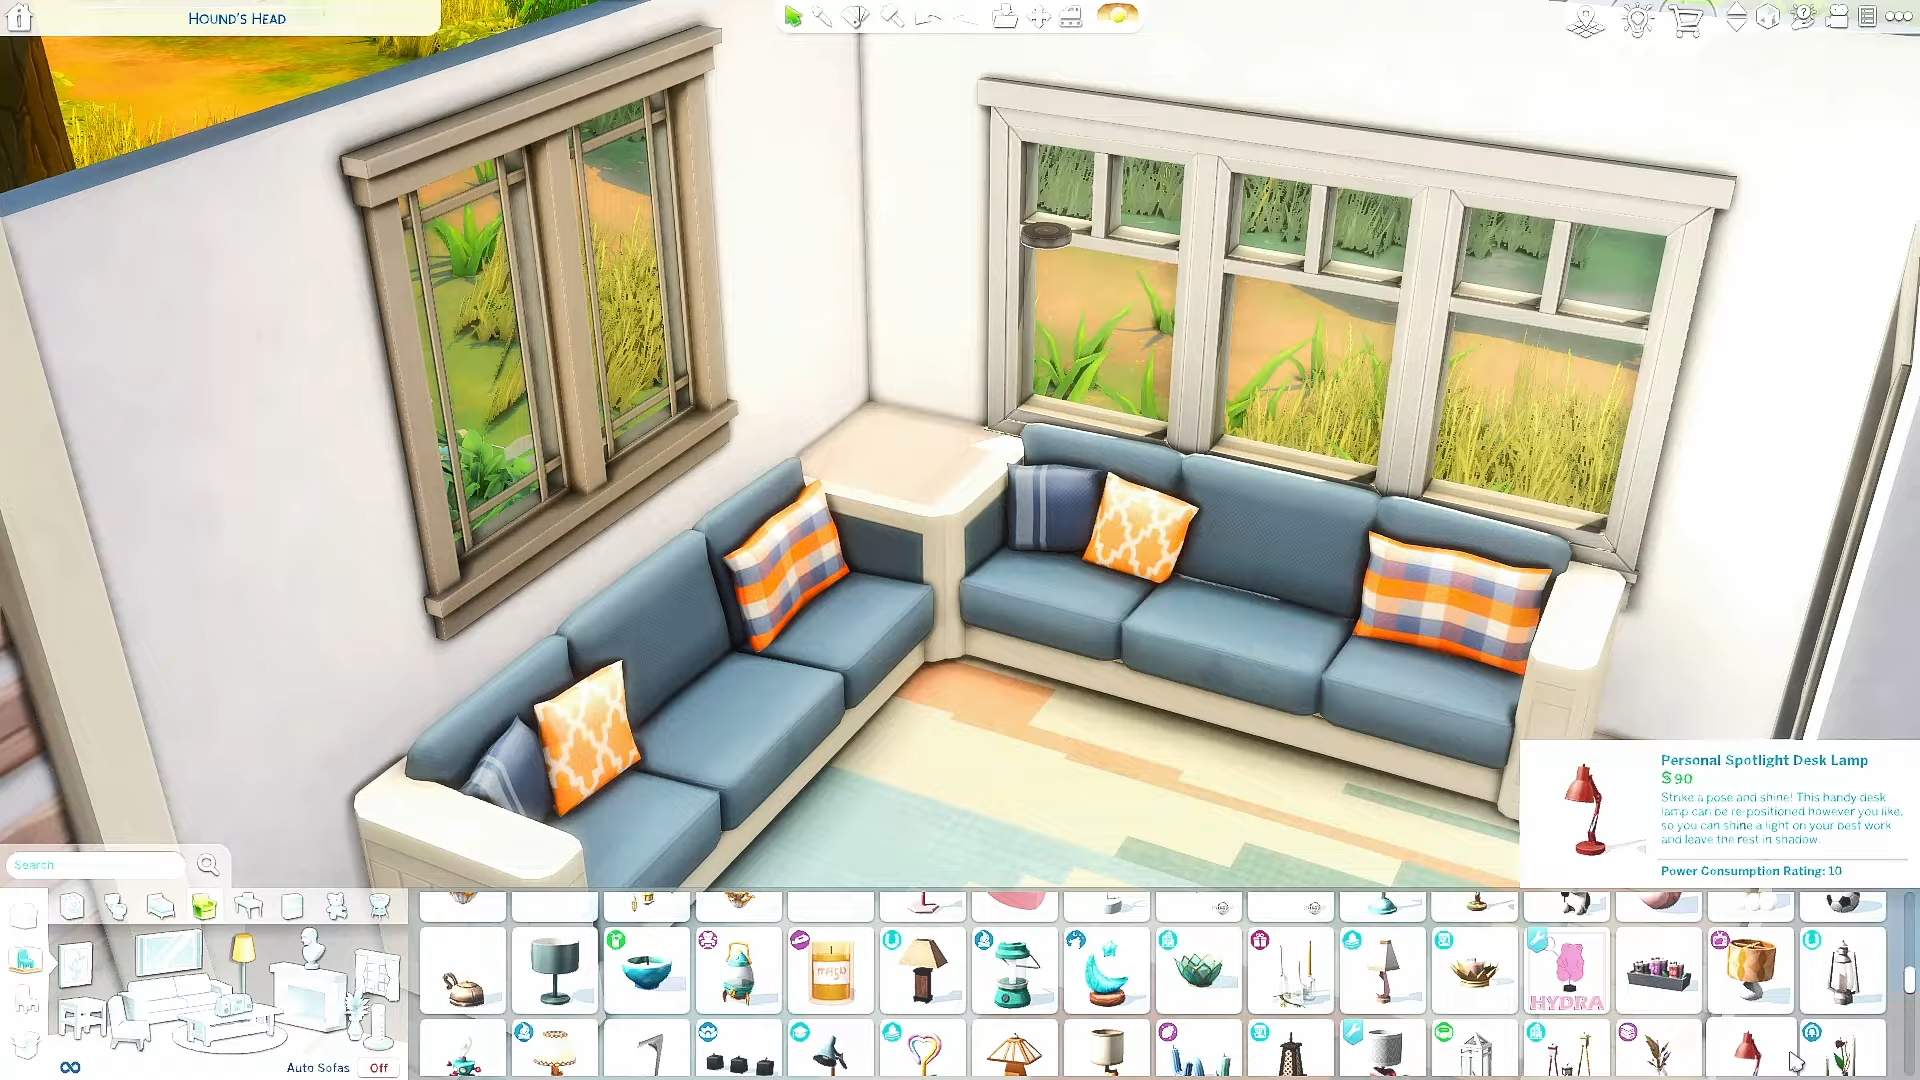 HOUND'S HEAD
Personal Spotlight Desk Lamp
$90
Strike a pose and shine! This handy desk
lamp can be re-positioned however you like,
so you can shine a light on your best work
and leave the rest in shadow.
Power Consumption Rating: 10
Search
HYDRA
Auto Sofas
Off